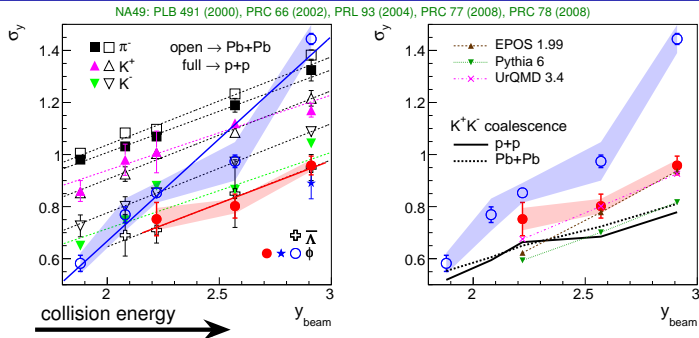 NA49: PLB 491 (2000), PRC 66 (2002), PRL 93 (2004), PRC 77 (2008), PRC 78 (2008)
σy
1.4
1.2
1.0
0.8
0.6
π-
K+
K-
open → Pb+Pb
full → p+p
Λ̅
ϕ
2
2.5
3
ybeam
collision energy
σy
1.4
1.2
1.0
0.8
0.6
EPOS 1.99
Pythia 6
UrQMD 3.4
K+K- coalescence
p+p
Pb+Pb
2
2.5
3
ybeam